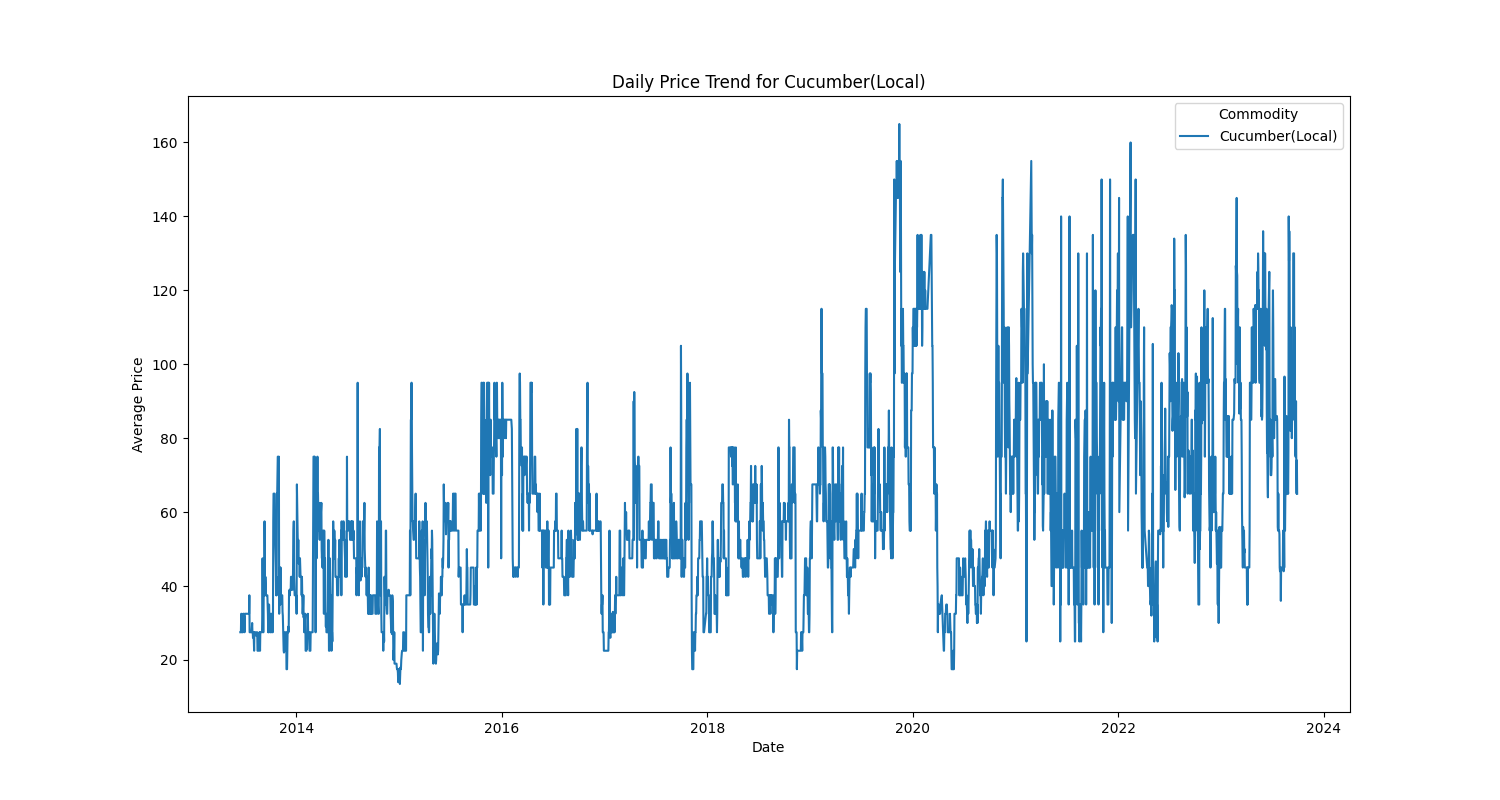 Daily Price Trend for Cucumber(Local)
Commodity
Cucumber(Local)
Average Price
160
140
120
100
80
60
40
20
2014
2016
2018
2020
2022
2024
Date